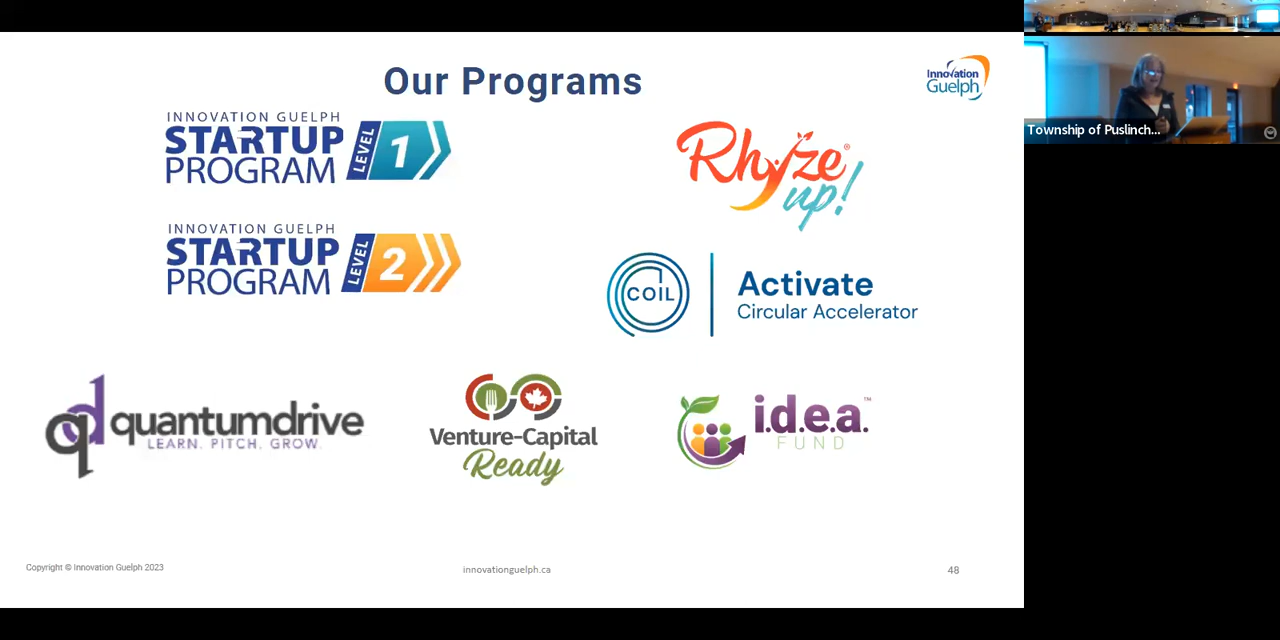 Our Programs
Innovation
Guelph
INNOVATION GUELPH
STARTUP
PROGRAM
LEVEL
1
Rhyze®
up!
INNOVATION GUELPH
STARTUP
PROGRAM
LEVEL
2
COIL
Activate
Circular Accelerator
qd
quantumdrive
LEARN. PITCH. GROW.
Venture-Capital
Ready
i.d.e.a.™
FUND
Copyright © Innovation Guelph 2023
innovationguelph.ca
48
Township of Puslinch...